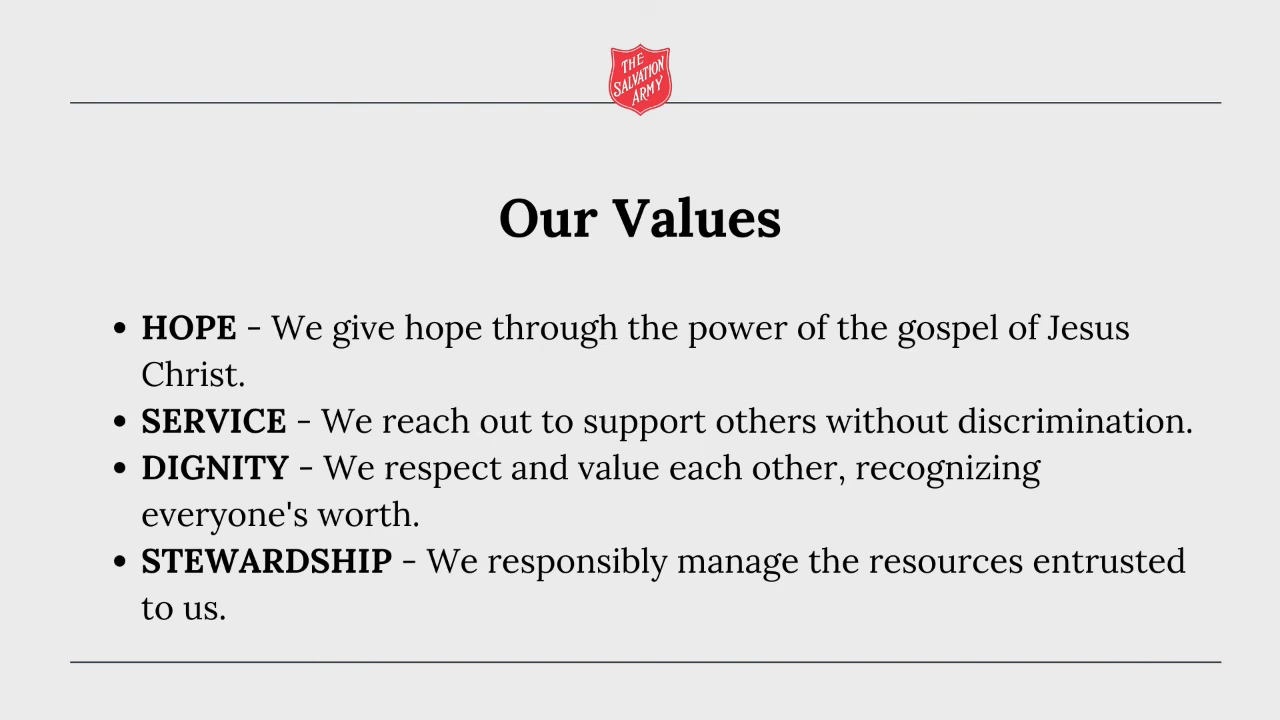 THE
SALVATION
ARMY
Our Values
• HOPE - We give hope through the power of the gospel of Jesus
Christ.
• SERVICE - We reach out to support others without discrimination.
• DIGNITY - We respect and value each other, recognizing
everyone's worth.
• STEWARDSHIP - We responsibly manage the resources entrusted
to us.